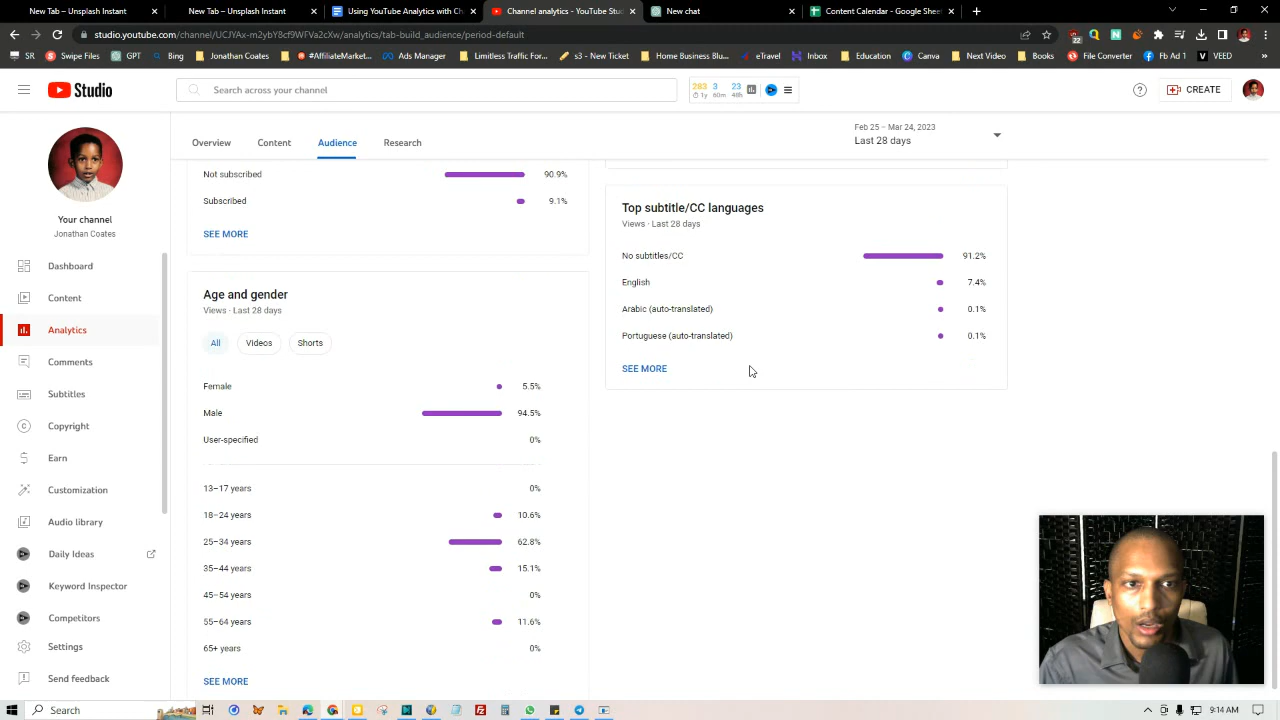 New Tab – Unsplash Instant
New Tab – Unsplash Instant
Using YouTube Analytics with Ch
Channel analytics - YouTube Stu
New chat
Content Calendar - Google Sheet
studio.youtube.com/channel/UCJYAx-m2ybY8cf9WFVa2cXw/analytics/tab-build_audience/period-default
SR
Swipe Files
GPT
Bing
Jonathan Coates
#AffiliateMarket...
Limitless Traffic For...
s3 – New Ticket
Home Business Blu...
eTravel
Inbox
Education
Canva
Next Video
Resources
File Converter
Fb Ad 1
VEED
Studio
Search across your channel
283 3 23
1y 60m 48h
CREATE
Overview
Content
Audience
Research
Feb 25 – Mar 24, 2023
Last 28 days
Your channel
Jonathan Coates
Dashboard
Content
Analytics
Comments
Subtitles
Copyright
Earn
Customization
Audio library
Daily Ideas
Keyword Inspector
Competitors
Settings
Send feedback
Not subscribed 90.9%
Subscribed 9.1%
SEE MORE
Age and gender
Views · Last 28 days
All Videos Shorts
Female 5.5%
Male 94.5%
User-specified 0%
13–17 years 0%
18–24 years 10.6%
25–34 years 62.8%
35–44 years 15.1%
45–54 years 0%
55–64 years 11.6%
65+ years 0%
SEE MORE
Top subtitle/CC languages
Views · Last 28 days
No subtitles/CC 91.2%
English 7.4%
Arabic (auto-translated) 0.1%
Portuguese (auto-translated) 0.1%
SEE MORE
Search
9:14 AM